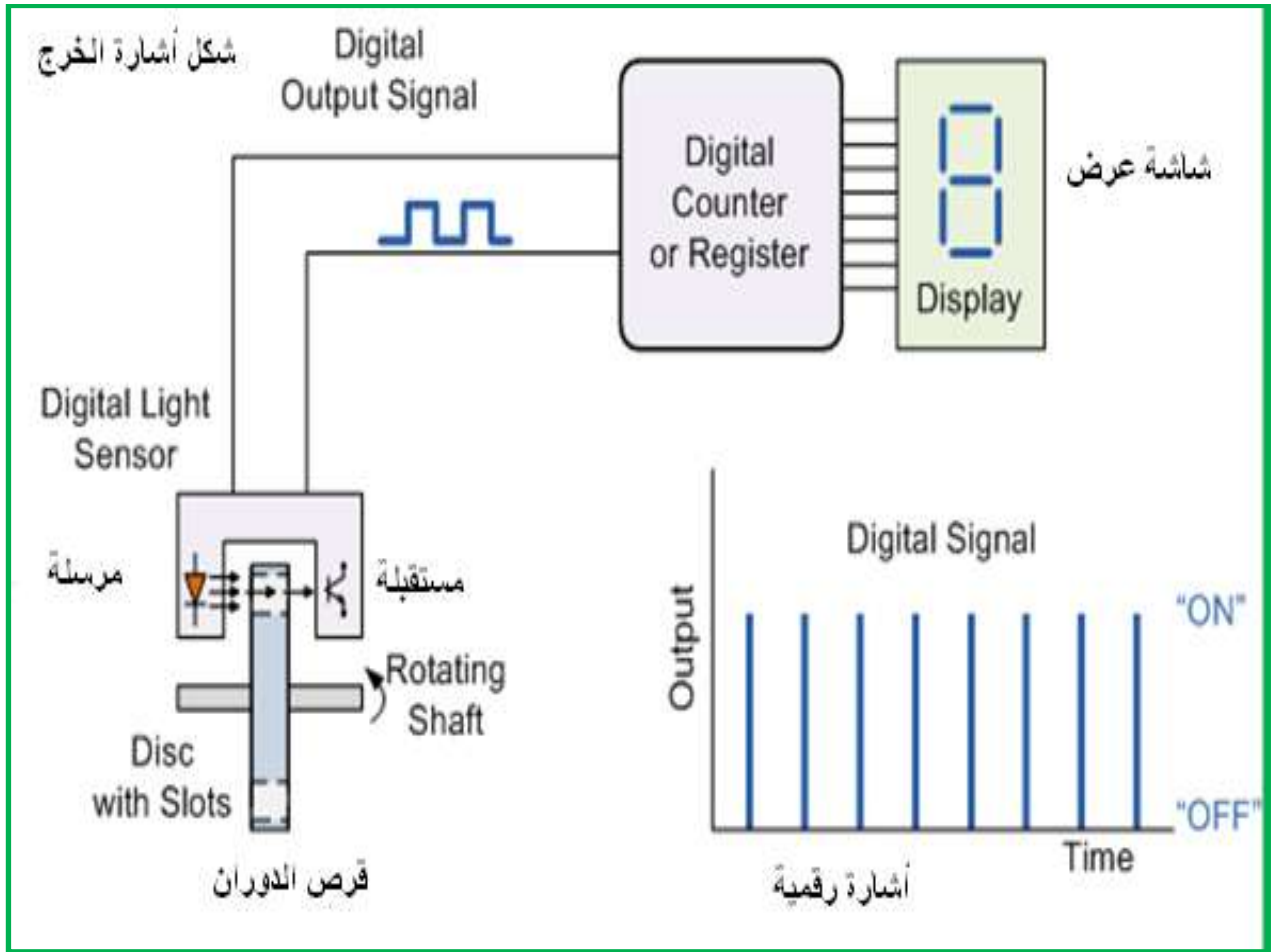 شكل أشارة الخرج
Digital
Output Signal
Digital
Counter
or Register
Display
شاشة عرض
Digital Light
Sensor
مرسلة
مستقبلة
Rotating
Shaft
Disc
with Slots
قرص الدوران
Digital Signal
Output
"ON"
"OFF"
Time
أشارة رقمية